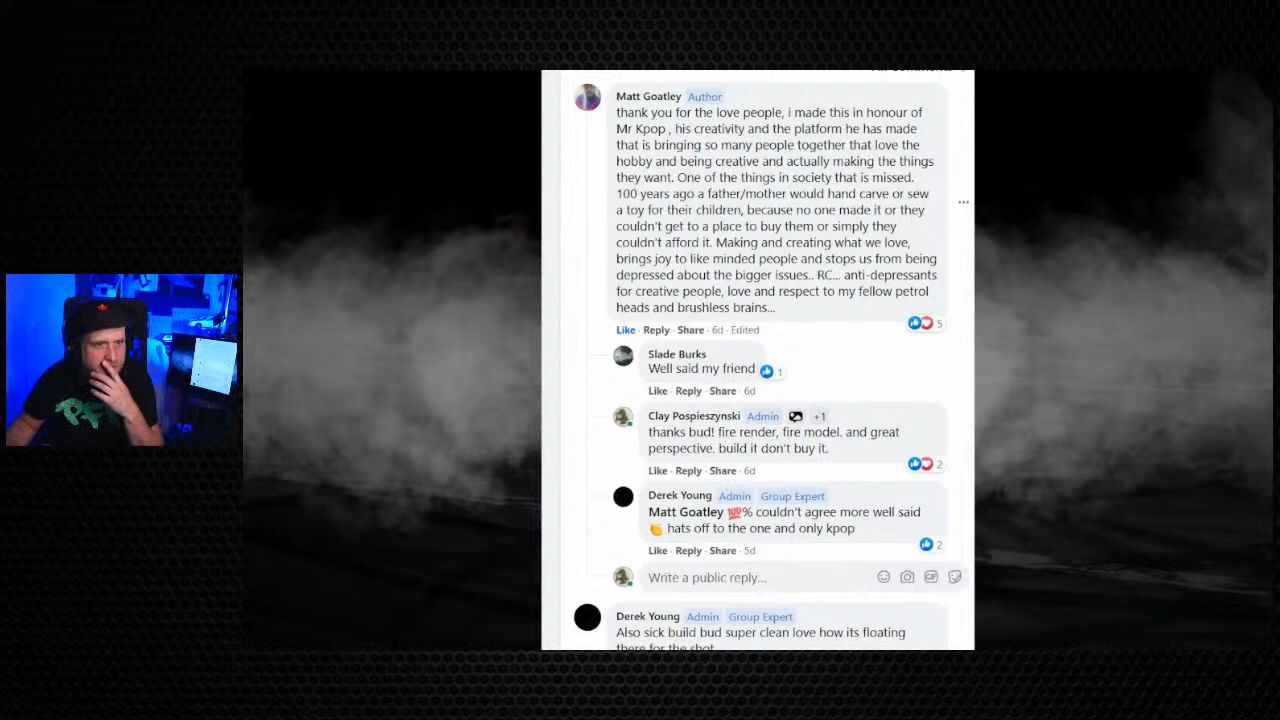 Matt Goatley Author
thank you for the love people, i made this in honour of
Mr Kpop , his creativity and the platform he has made
that is bringing so many people together that love the
hobby and being creative and actually making the things
they want. One of the things in society that is missed.
100 years ago a father/mother would hand carve or sew
a toy for their children, because no one made it or they
couldn't get to a place to buy them or simply they
couldn't afford it. Making and creating what we love,
brings joy to like minded people and stops us from being
depressed about the bigger issues.. RC... anti-depressants
for creative people, love and respect to my fellow petrol
heads and brushless brains...
Like · Reply · Share · 6d · Edited 5
Slade Burks
Well said my friend 1
Like · Reply · Share · 6d
Clay Pospieszynski Admin +1
thanks bud! fire render, fire model. and great
perspective. build it don't buy it.
2
Like · Reply · Share · 6d
Derek Young Admin Group Expert
Matt Goatley 💯% couldn't agree more well said
👏 hats off to the one and only kpop
2
Like · Reply · Share · 5d
Write a public reply... GIF
Derek Young Admin Group Expert
Also sick build bud super clean love how its floating
there for the shot